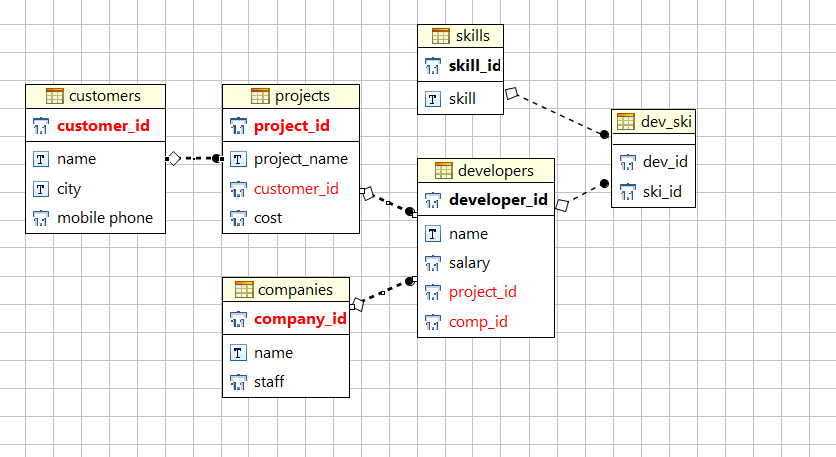 skills
skill_id
skill
customers
customer_id
name
city
mobile phone
projects
project_id
project_name
customer_id
cost
dev_ski
dev_id
ski_id
developers
developer_id
name
salary
project_id
comp_id
companies
company_id
name
staff